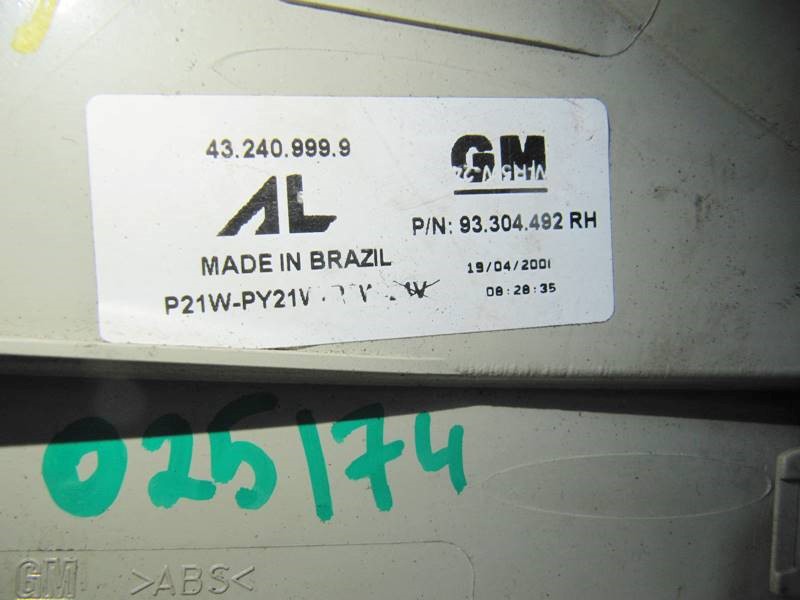 43.240.999.9
GM
AL
P/N: 93.304.492 RH
MADE IN BRAZIL
19/04/2001
08:28:35
P21W-PY21W
025174
GM
>ABS<